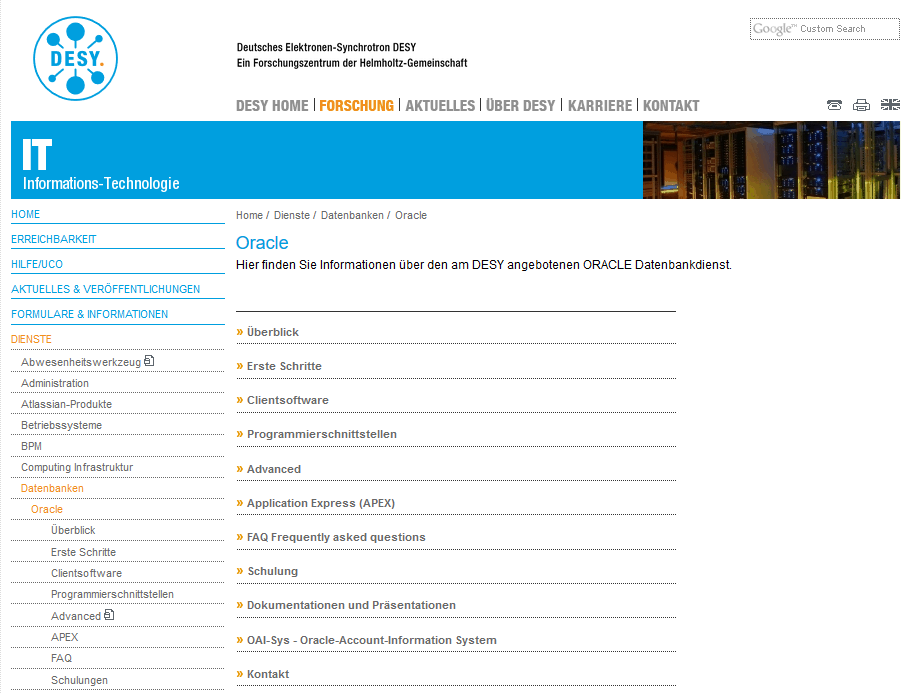 DESY.
Deutsches Elektronen-Synchrotron DESY
Ein Forschungszentrum der Helmholtz-Gemeinschaft
Google™ Custom Search
DESY HOME | FORSCHUNG | AKTUELLES | ÜBER DESY | KARRIERE | KONTAKT
IT
Informations-Technologie
HOME
ERREICHBARKEIT
HILFE/UCO
AKTUELLES & VERÖFFENTLICHUNGEN
FORMULARE & INFORMATIONEN
DIENSTE
Abwesenheitswerkzeug
Administration
Atlassian-Produkte
Betriebssysteme
BPM
Computing Infrastruktur
Datenbanken
Oracle
Überblick
Erste Schritte
Clientsoftware
Programmierschnittstellen
Advanced
APEX
FAQ
Schulungen
Home / Dienste / Datenbanken / Oracle
Oracle
Hier finden Sie Informationen über den am DESY angebotenen ORACLE Datenbankdienst.
» Überblick
» Erste Schritte
» Clientsoftware
» Programmierschnittstellen
» Advanced
» Application Express (APEX)
» FAQ Frequently asked questions
» Schulung
» Dokumentationen und Präsentationen
» OAI-Sys - Oracle-Account-Information System
» Kontakt